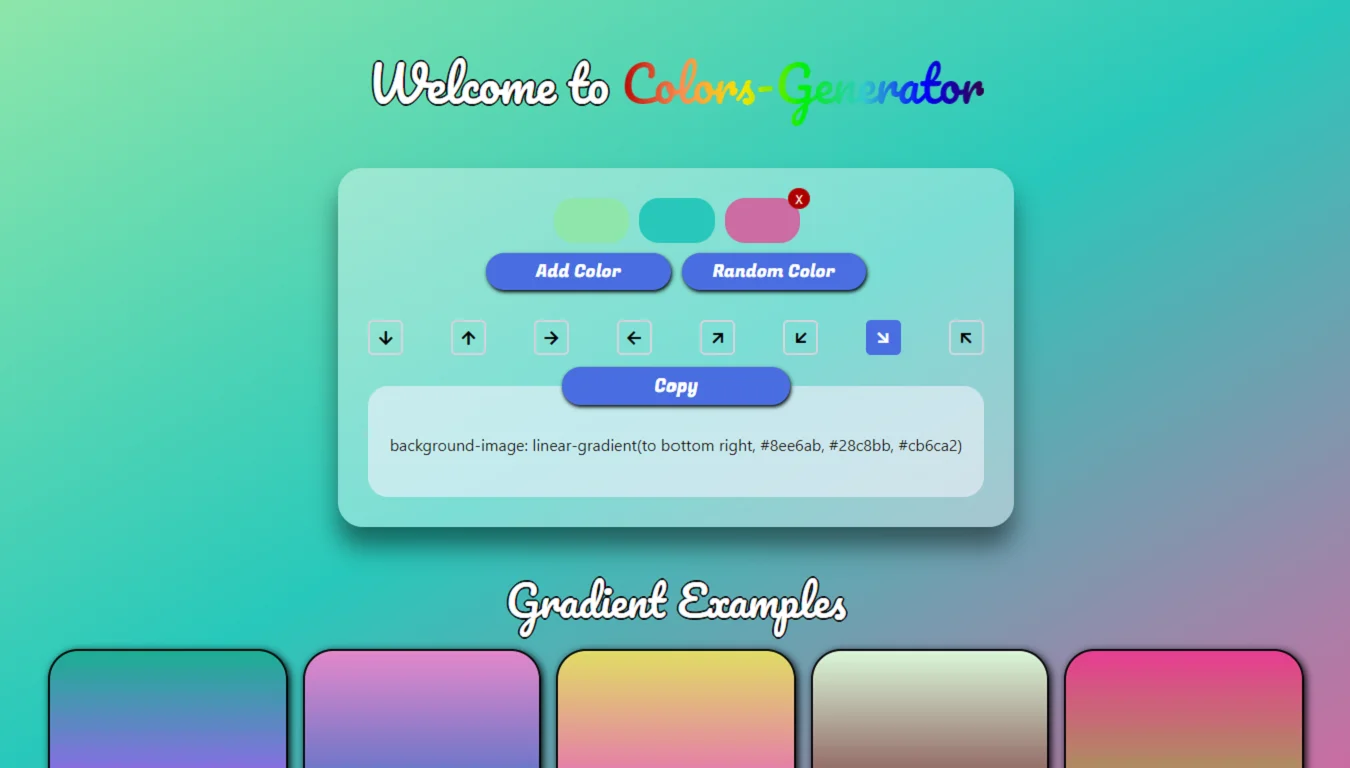 Welcome to Colors-Generator
X
Add Color Random Color
Copy
background-image: linear-gradient(to bottom right, #8ee6ab, #28c8bb, #cb6ca2)
Gradient Examples